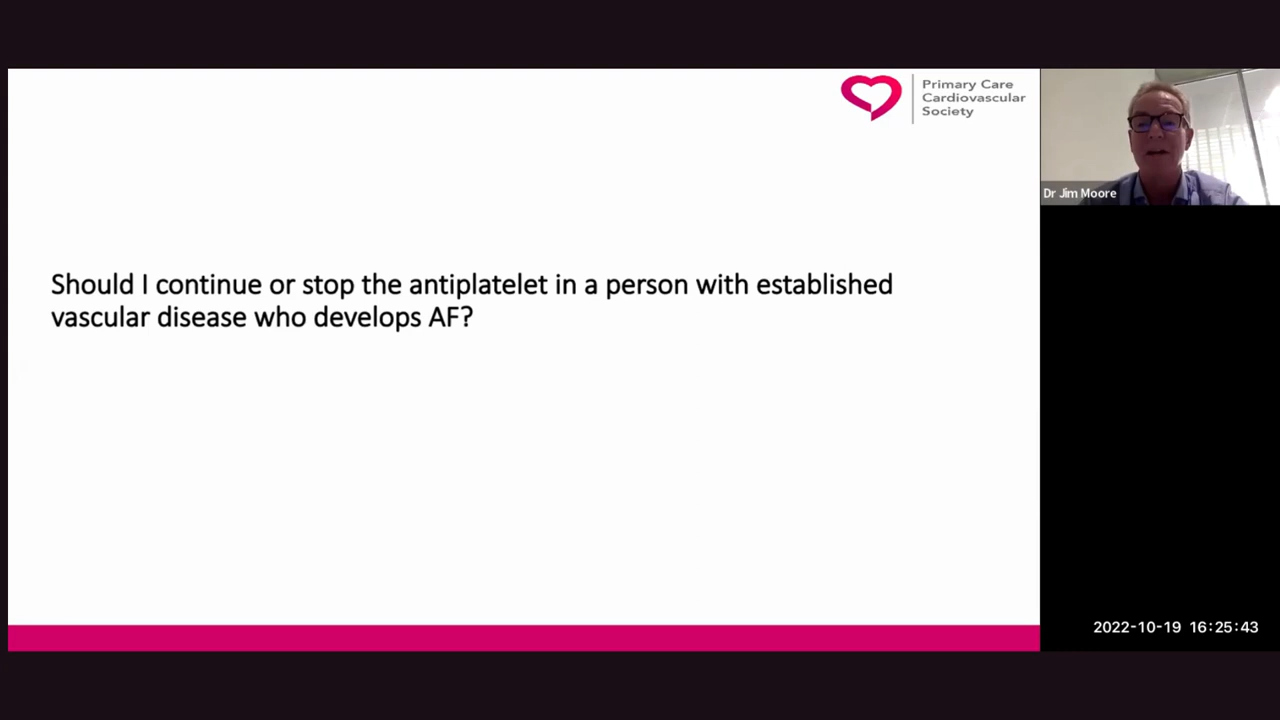 Primary Care
Cardiovascular
Society
Dr Jim Moore
Should I continue or stop the antiplatelet in a person with established
vascular disease who develops AF?
2022-10-19 16:25:43